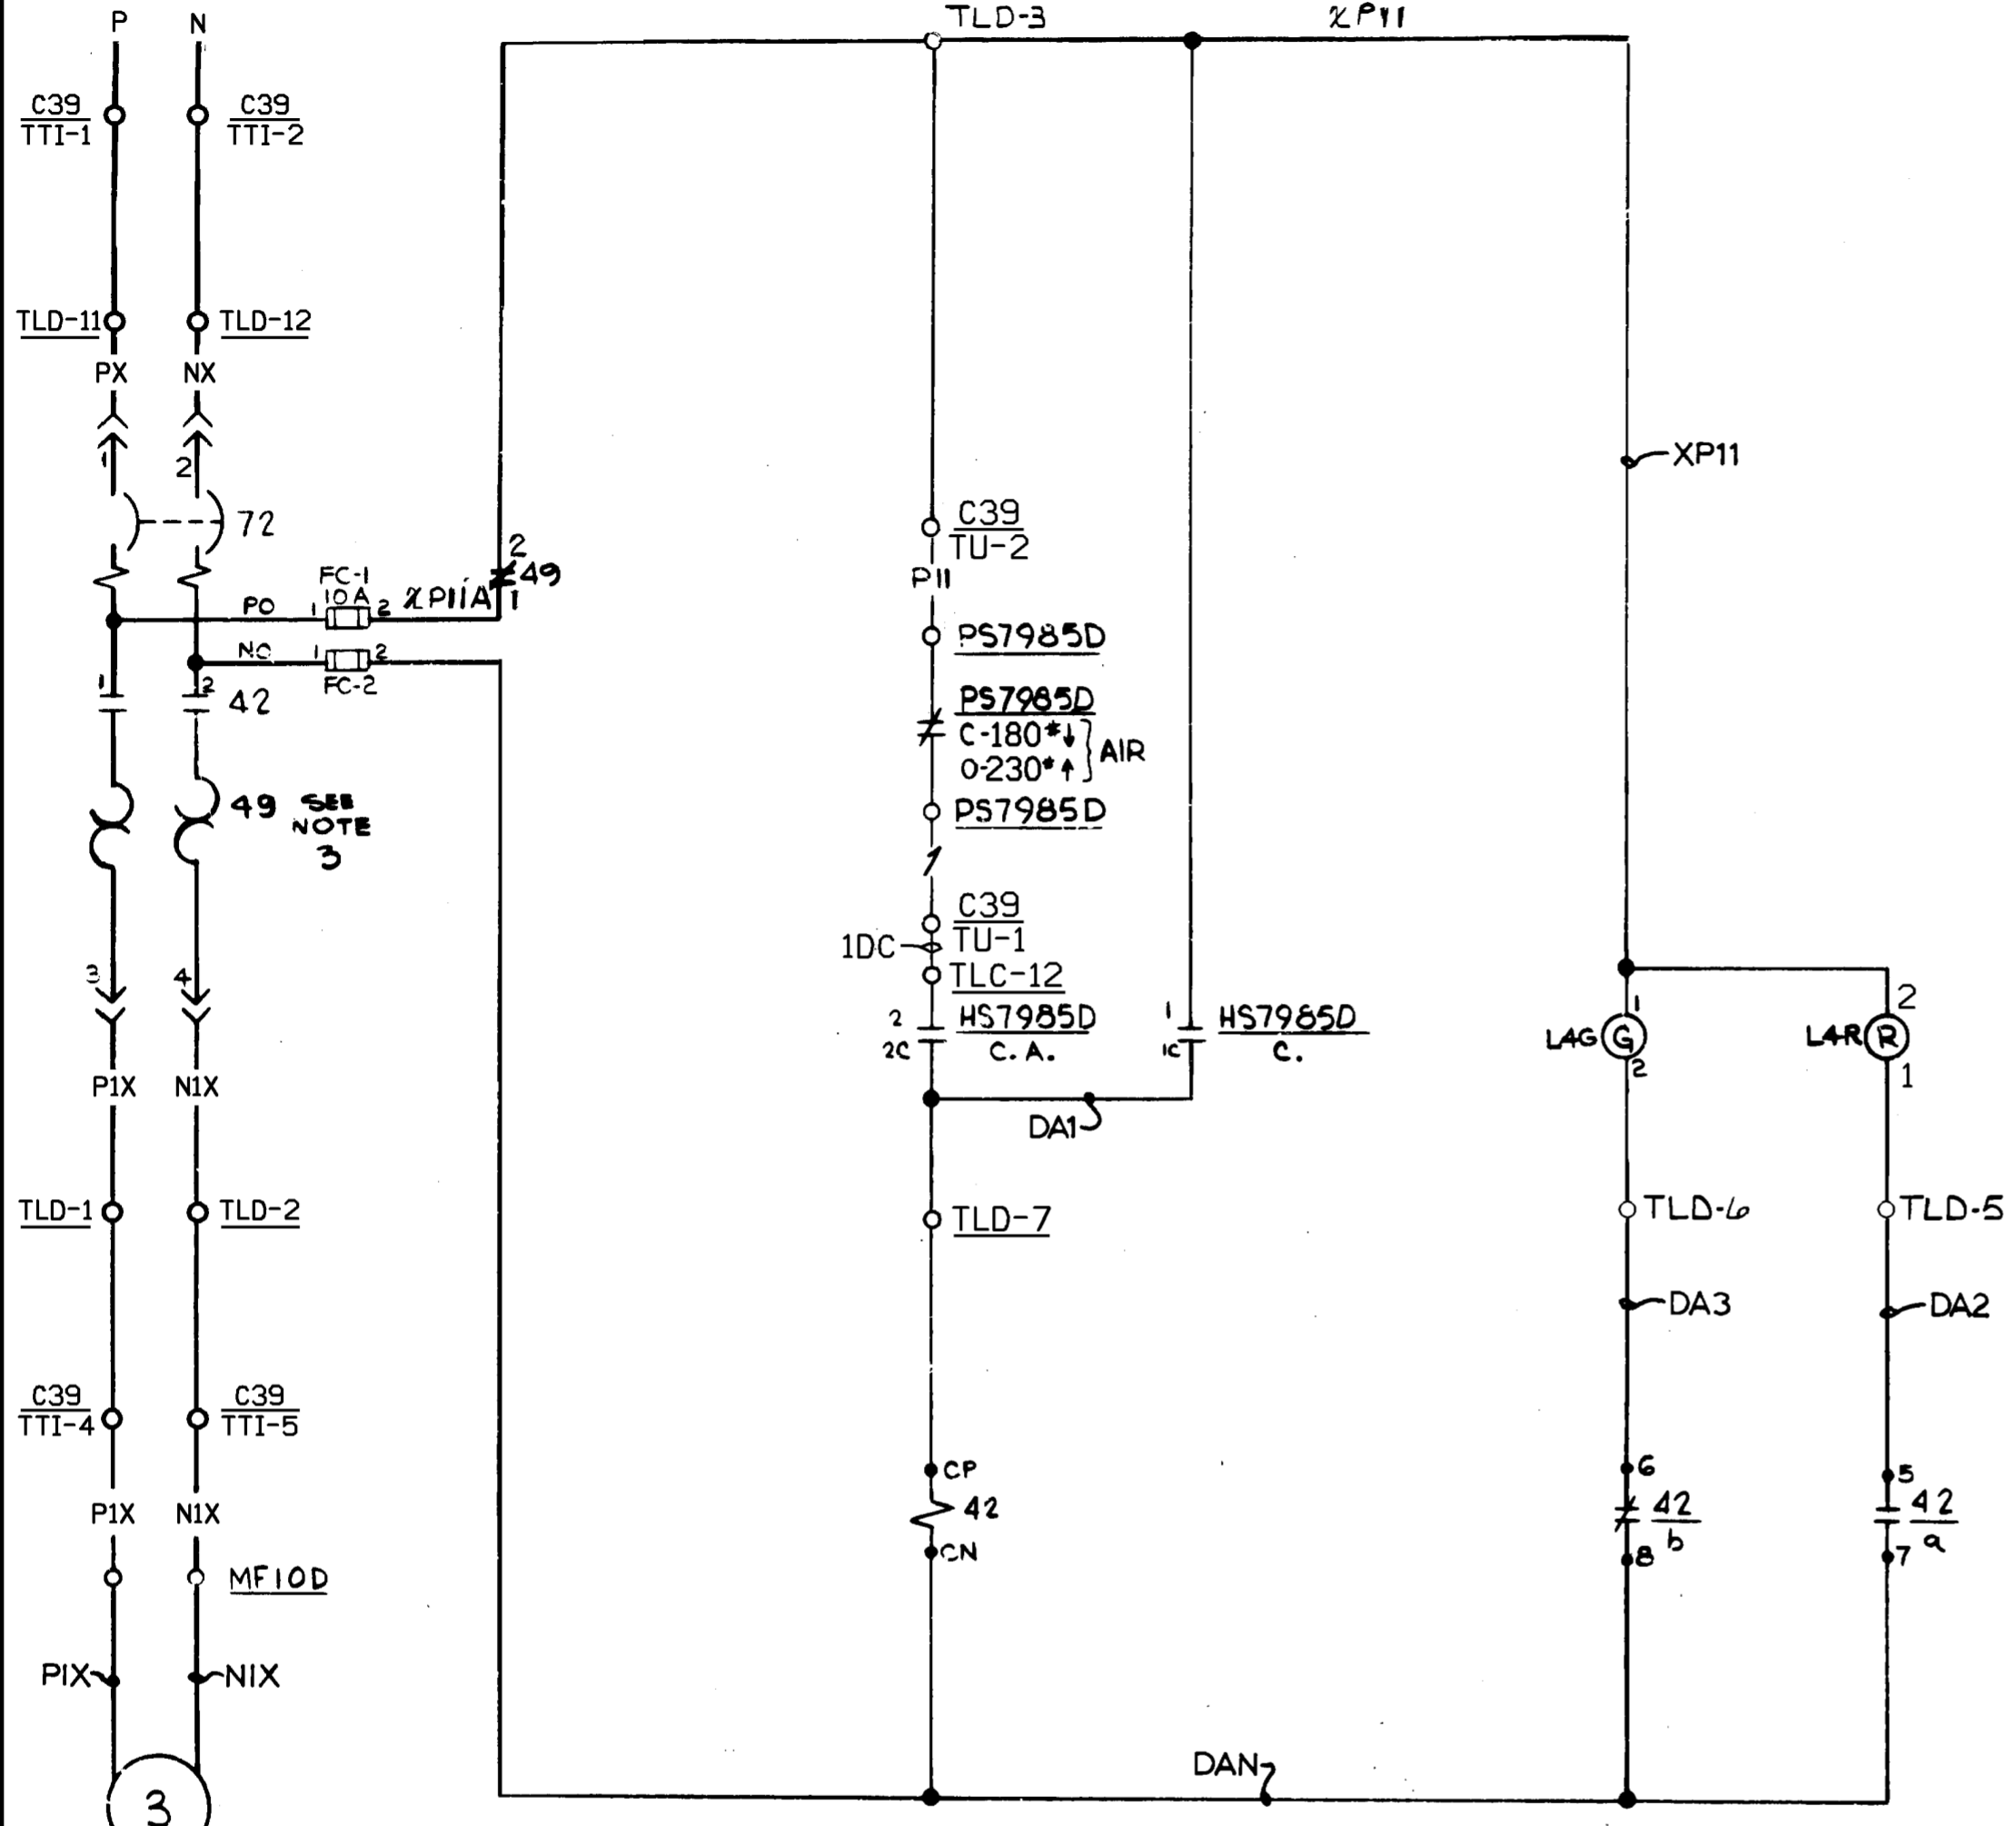 P N
TLD-3
XP11
C39
TTI-1
C39
TTI-2
TLD-11
TLD-12
PX NX
1 2
72
XP11
C39
TU-2
P11
2
49
1
FC-1
10A
PO 1 2
XP11A
NO 1 2
FC-2
1 2
42
PS7985D
PS7985D
C-180#↓
O-230#↑
AIR
PS7985D
49 SEE
NOTE
3
1
C39
TU-1
1DC
TLC-12
3 4
2
2C
HS7985D
C.A.
1
1C
HS7985D
C.
1
L4G G
2
2
L4R R
1
DA1
P1X N1X
TLD-1
TLD-2
TLD-7
TLD-6
TLD-5
DA3
DA2
C39
TTI-4
C39
TTI-5
CP
42
CN
6
42
b
8
5
42
a
7
P1X N1X
MF10D
P1X
N1X
DAN
3